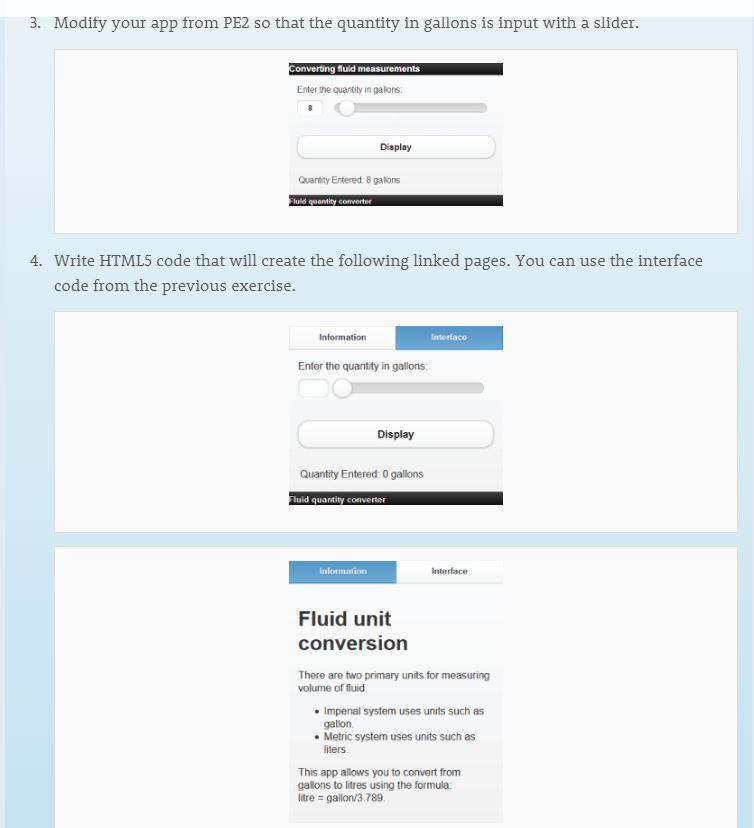 3. Modify your app from PE2 so that the quantity in gallons is input with a slider.
Converting fluid measurements
Enter the quantity in gallons:
8
Display
Quantity Entered: 8 gallons
Fluid quantity converter
4. Write HTML5 code that will create the following linked pages. You can use the interface
code from the previous exercise.
Information Interface
Enter the quantity in gallons:
Display
Quantity Entered: 0 gallons
Fluid quantity converter
Information Interface
Fluid unit
conversion
There are two primary units for measuring
volume of fluid.
• Imperial system uses units such as
gallon.
• Metric system uses units such as
liters.
This app allows you to convert from
gallons to litres using the formula:
litre = gallon/3.789.